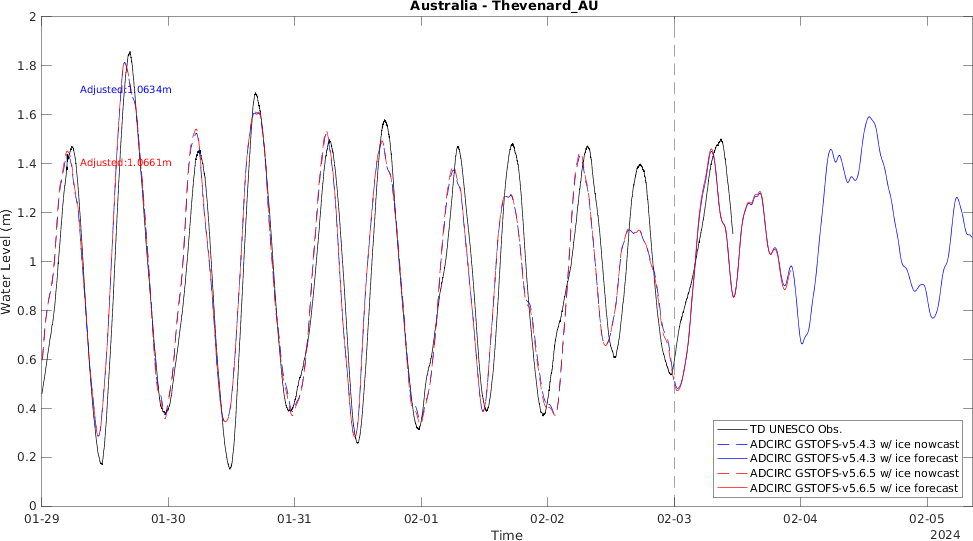 Australia - Thevenard_AU
2
1.8
1.6
1.4
1.2
1
0.8
0.6
0.4
0.2
0
Water Level (m)
Adjusted:1.0634m
Adjusted:1.0661m
TD UNESCO Obs.
ADCIRC GSTOFS-v5.4.3 w/ ice nowcast
ADCIRC GSTOFS-v5.4.3 w/ ice forecast
ADCIRC GSTOFS-v5.6.5 w/ ice nowcast
ADCIRC GSTOFS-v5.6.5 w/ ice forecast
01-29 01-30 01-31 02-01 02-02 02-03 02-04 02-05
Time
2024